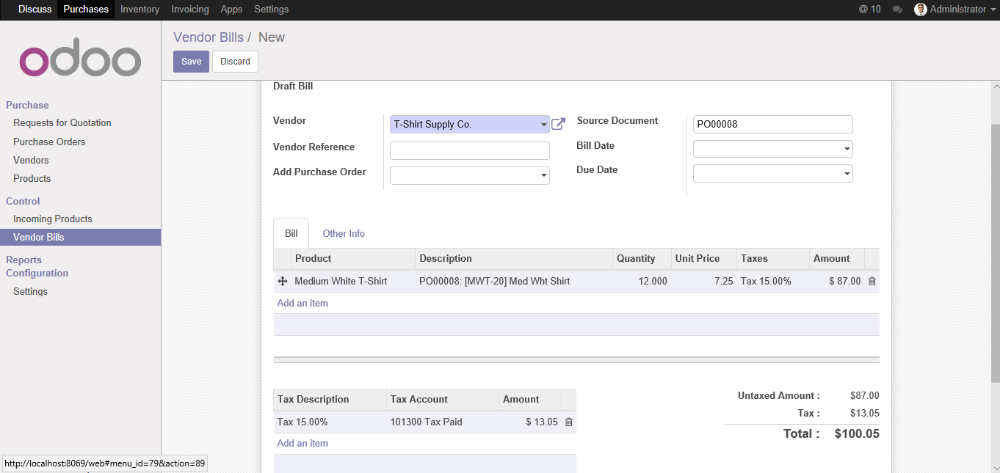 Discuss Purchases Inventory Invoicing Apps Settings @ 10 Administrator
odoo
Purchase
Requests for Quotation
Purchase Orders
Vendors
Products
Control
Incoming Products
Vendor Bills
Reports
Configuration
Settings
Vendor Bills / New
Save Discard
Draft Bill
Vendor T-Shirt Supply Co. Source Document PO00008
Vendor Reference Bill Date
Add Purchase Order Due Date
Bill Other Info
Product Description Quantity Unit Price Taxes Amount
Medium White T-Shirt PO00008: [MWT-20] Med Wht Shirt 12.000 7.25 Tax 15.00% $ 87.00
Add an item
Tax Description Tax Account Amount
Tax 15.00% 101300 Tax Paid $ 13.05
Add an item
Untaxed Amount : $87.00
Tax : $13.05
Total : $100.05
http://localhost:8069/web#menu_id=79&action=89